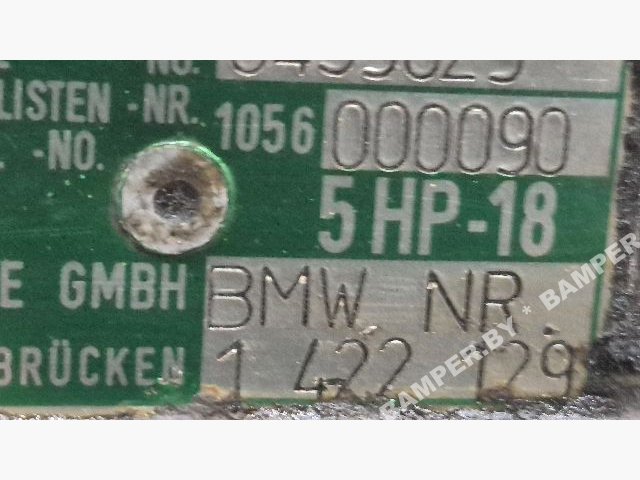 NO.
LISTEN -NR. 1056 000090
-NO.
5 HP-18
E GMBH BMW NR.
BRÜCKEN 1 422 129
BAMPER.BY * BAMPER